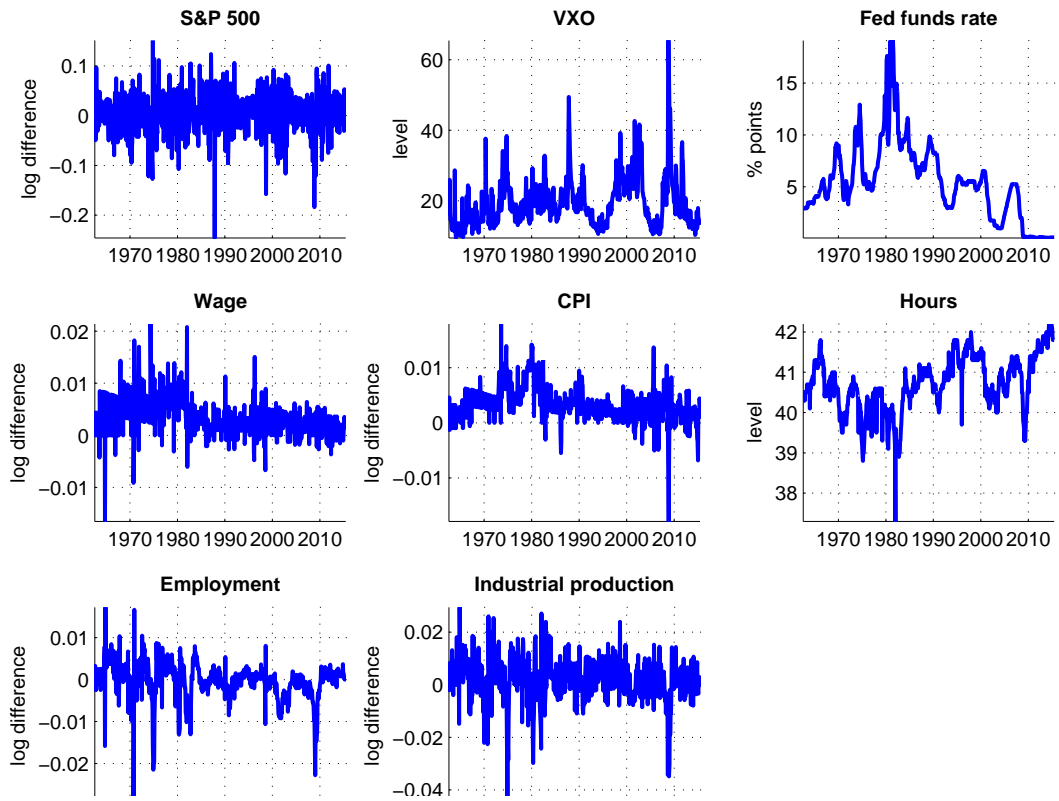 S&P 500
VXO
Fed funds rate
0.1
0
−0.1
−0.2
log difference
1970 1980 1990 2000 2010
60
40
20
level
1970 1980 1990 2000 2010
15
10
5
% points
1970 1980 1990 2000 2010
Wage
CPI
Hours
0.02
0.01
0
−0.01
log difference
1970 1980 1990 2000 2010
0.01
0
−0.01
log difference
1970 1980 1990 2000 2010
42
41
40
39
38
level
1970 1980 1990 2000 2010
Employment
Industrial production
0.01
0
−0.01
−0.02
log difference
0.02
0
−0.02
−0.04
log difference